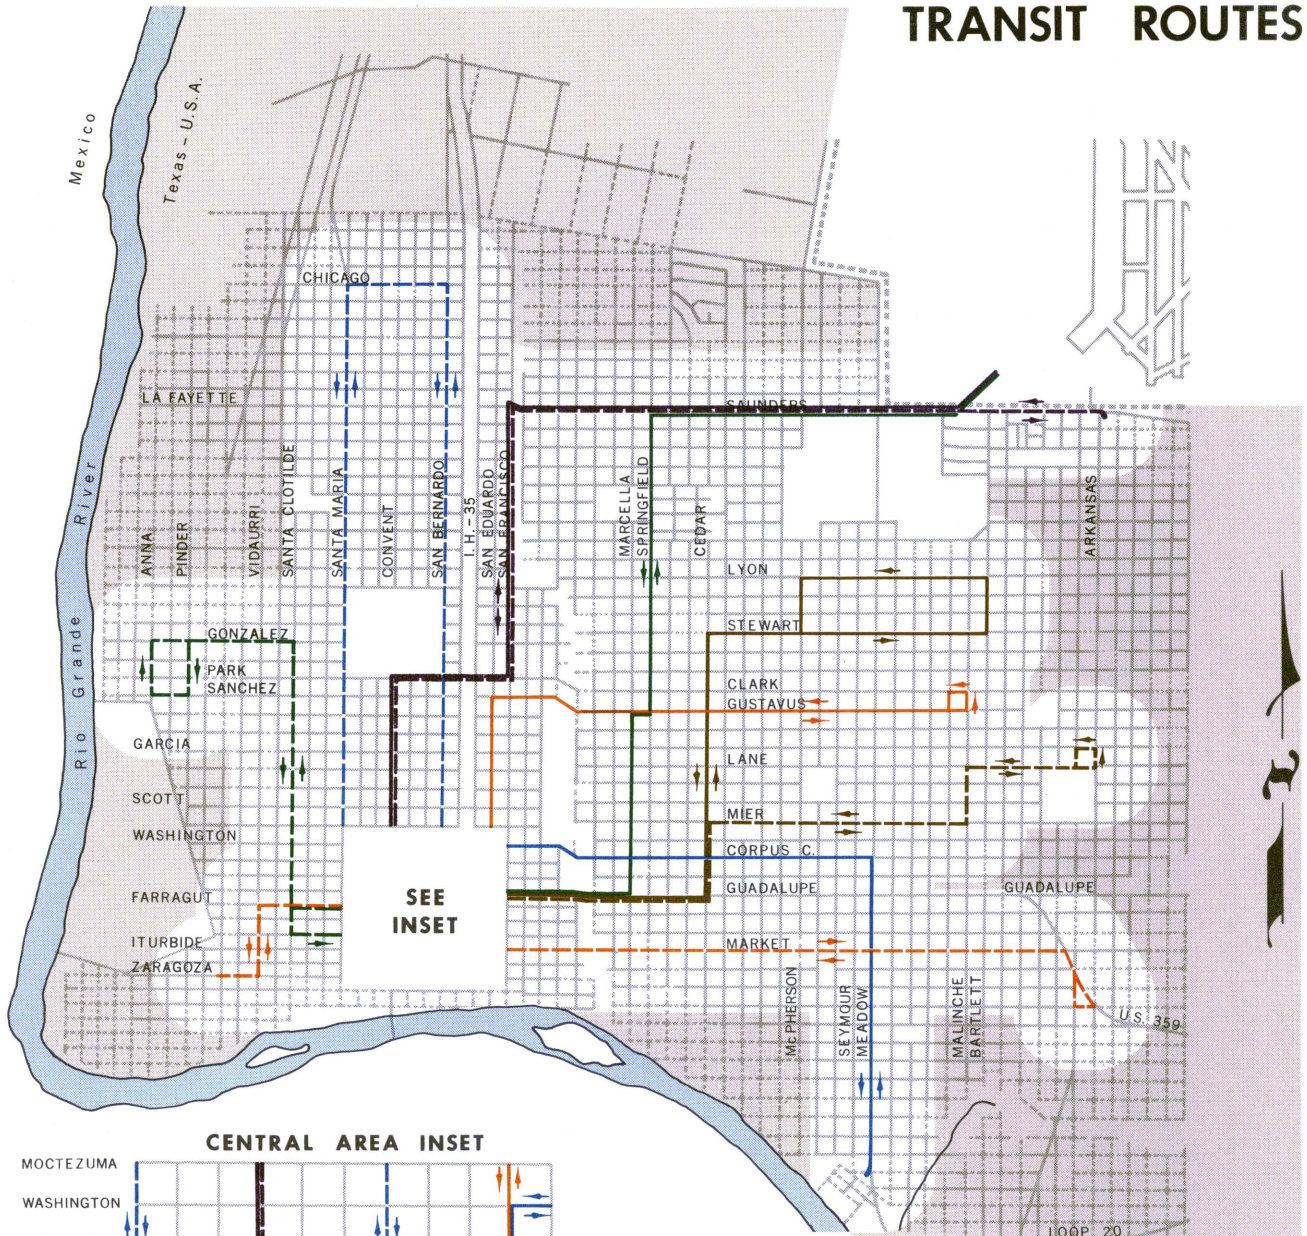 TRANSIT ROUTES
Mexico
Texas - U.S.A.
CHICAGO
LA FAYETTE
SAUNDERS
Rio Grande River
ANNA
PINDER
VIDAURRI
SANTA CLOTILDE
SANTA MARIA
CONVENT
SAN BERNARDO
I.H.-35
SAN EDUARDO
SAN FRANCISCO
MARCELLA
SPRINGFIELD
CEDAR
ARKANSAS
LYON
STEWART
GONZALEZ
PARK
SANCHEZ
CLARK
GUSTAVUS
GARCIA
LANE
SCOTT
MIER
WASHINGTON
CORPUS C.
FARRAGUT
SEE
INSET
GUADALUPE
GUADALUPE
ITURBIDE
MARKET
ZARAGOZA
McPHERSON
SEYMOUR
MEADOW
MALINCHE
BARTLETT
U.S. 359
CENTRAL AREA INSET
MOCTEZUMA
WASHINGTON
LOOP 20